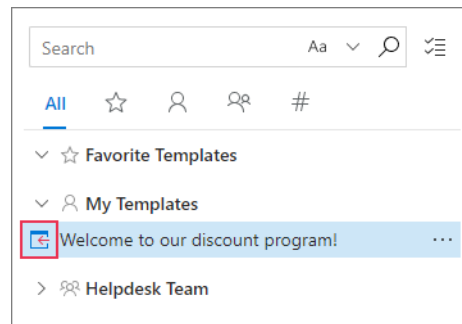 Search Aa
All #
Favorite Templates
My Templates
Welcome to our discount program! ...
Helpdesk Team